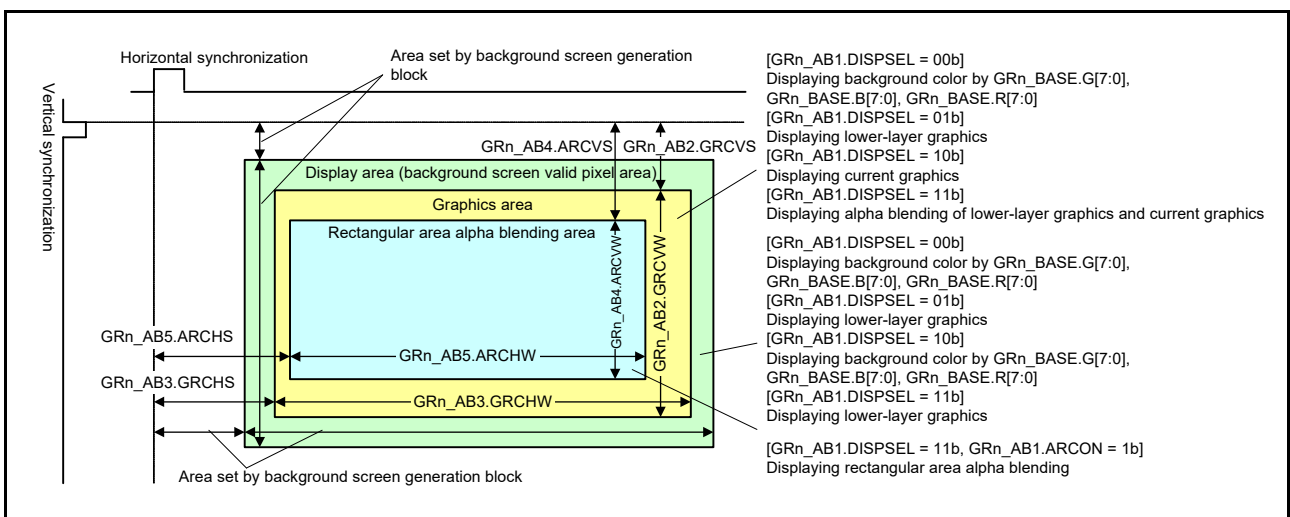 Horizontal synchronization
Area set by background screen generation
block
Vertical synchronization
GRn_AB4.ARCVS
GRn_AB2.GRCVS
Display area (background screen valid pixel area)
Graphics area
Rectangular area alpha blending area
GRn_AB4.ARCVW
GRn_AB2.GRCVW
GRn_AB5.ARCHS
GRn_AB5.ARCHW
GRn_AB3.GRCHS
GRn_AB3.GRCHW
Area set by background screen generation block
[GRn_AB1.DISPSEL = 00b]
Displaying background color by GRn_BASE.G[7:0],
GRn_BASE.B[7:0], GRn_BASE.R[7:0]
[GRn_AB1.DISPSEL = 01b]
Displaying lower-layer graphics
[GRn_AB1.DISPSEL = 10b]
Displaying current graphics
[GRn_AB1.DISPSEL = 11b]
Displaying alpha blending of lower-layer graphics and current graphics
[GRn_AB1.DISPSEL = 00b]
Displaying background color by GRn_BASE.G[7:0],
GRn_BASE.B[7:0], GRn_BASE.R[7:0]
[GRn_AB1.DISPSEL = 01b]
Displaying lower-layer graphics
[GRn_AB1.DISPSEL = 10b]
Displaying background color by GRn_BASE.G[7:0],
GRn_BASE.B[7:0], GRn_BASE.R[7:0]
[GRn_AB1.DISPSEL = 11b]
Displaying lower-layer graphics
[GRn_AB1.DISPSEL = 11b, GRn_AB1.ARCON = 1b]
Displaying rectangular area alpha blending